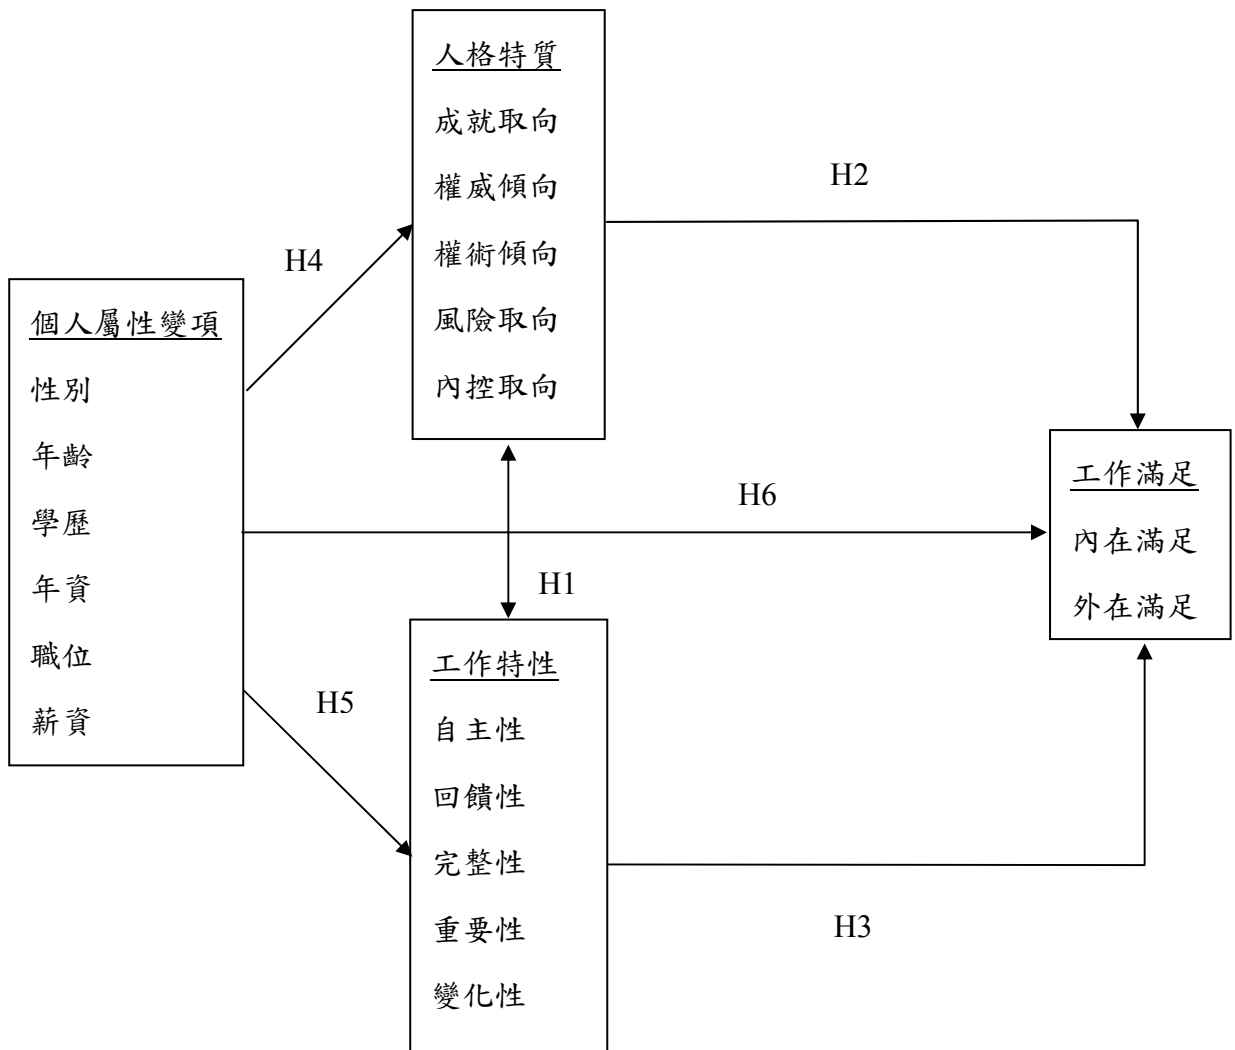 人格特質
成就取向
權威傾向
權術傾向
風險取向
內控取向
H2
H4
個人屬性變項
性別
年齡
學歷
年資
職位
薪資
H6
工作滿足
內在滿足
外在滿足
H1
H5
工作特性
自主性
回饋性
完整性
重要性
變化性
H3